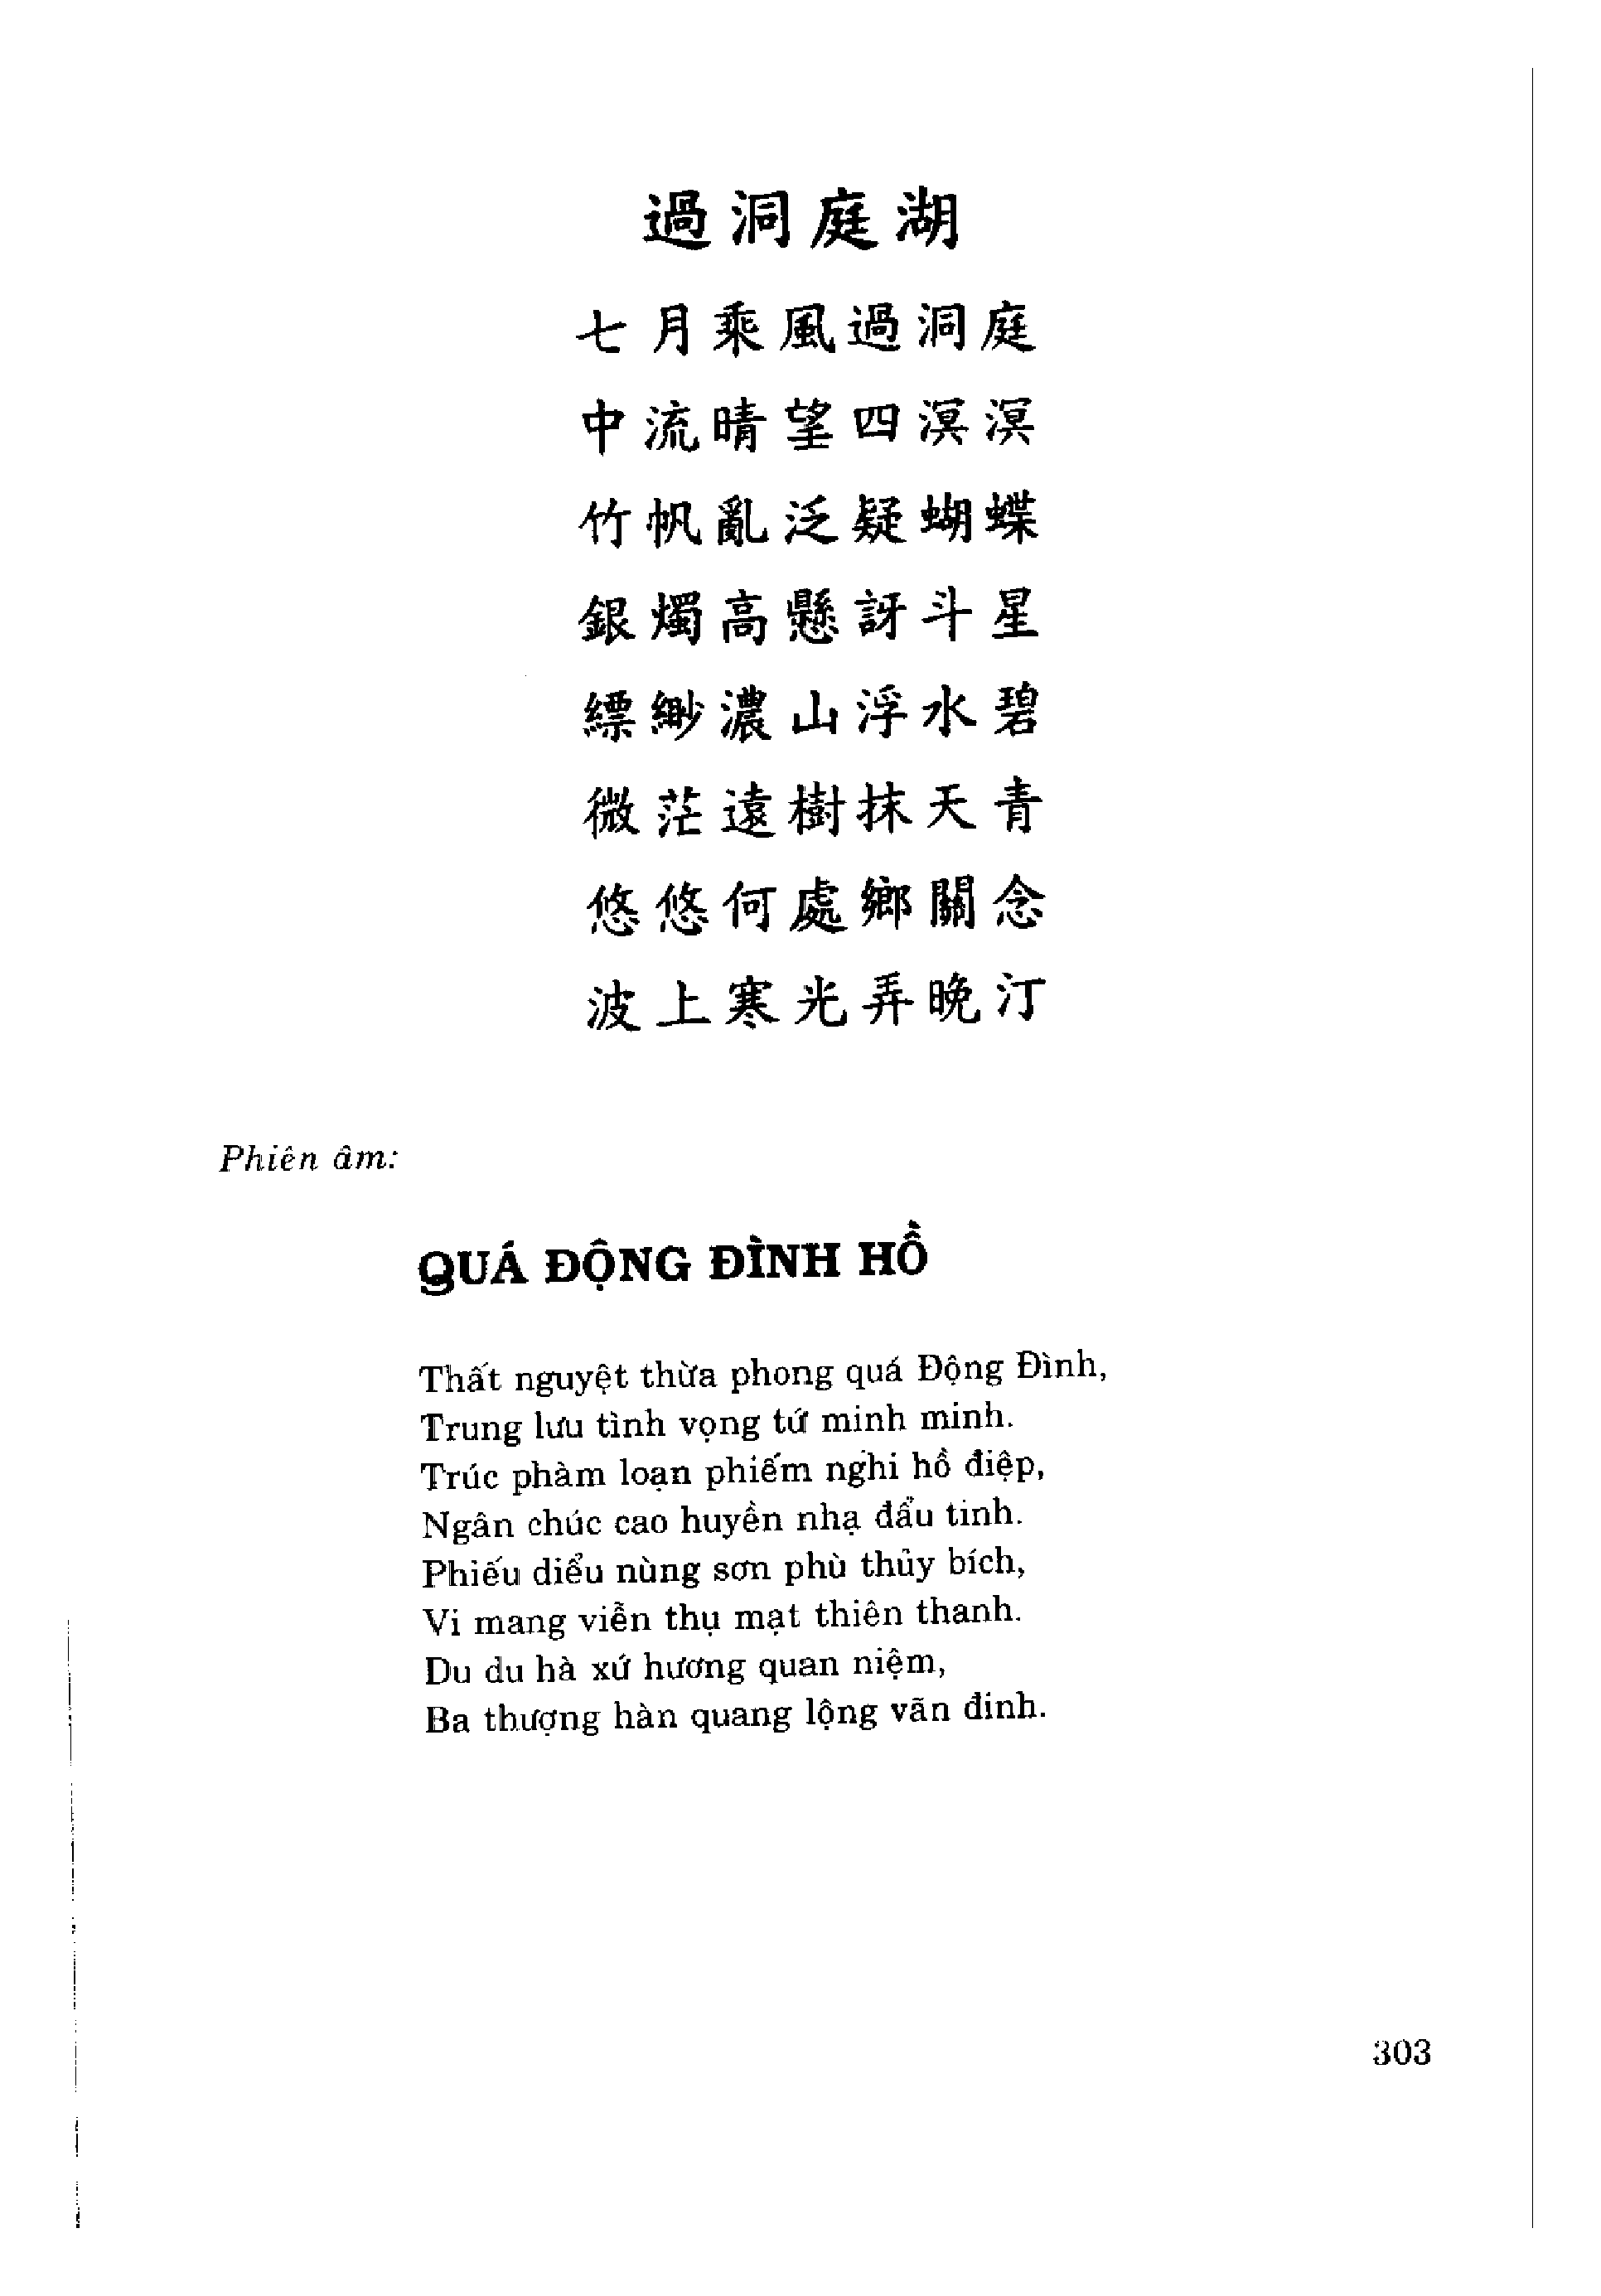 過洞庭湖
七月乘風過洞庭
中流晴望四溟溟
竹帆亂泛疑蝴蝶
銀燭高懸訝斗星
縹緲濃山浮水碧
微茫遠樹抹天青
悠悠何處鄉關念
波上寒光弄晚汀
Phiên âm:
QUÁ ĐỘNG ĐÌNH HỒ
Thất nguyệt thừa phong quá Động Đình,
Trung lưu tình vọng tứ minh minh.
Trúc phàm loạn phiếm nghi hồ điệp,
Ngân chúc cao huyền nhạ đẩu tinh.
Phiếu diểu nùng sơn phù thủy bích,
Vi mang viễn thụ mạt thiên thanh.
Du du hà xứ hương quan niệm,
Ba thượng hàn quang lộng vãn đinh.
303